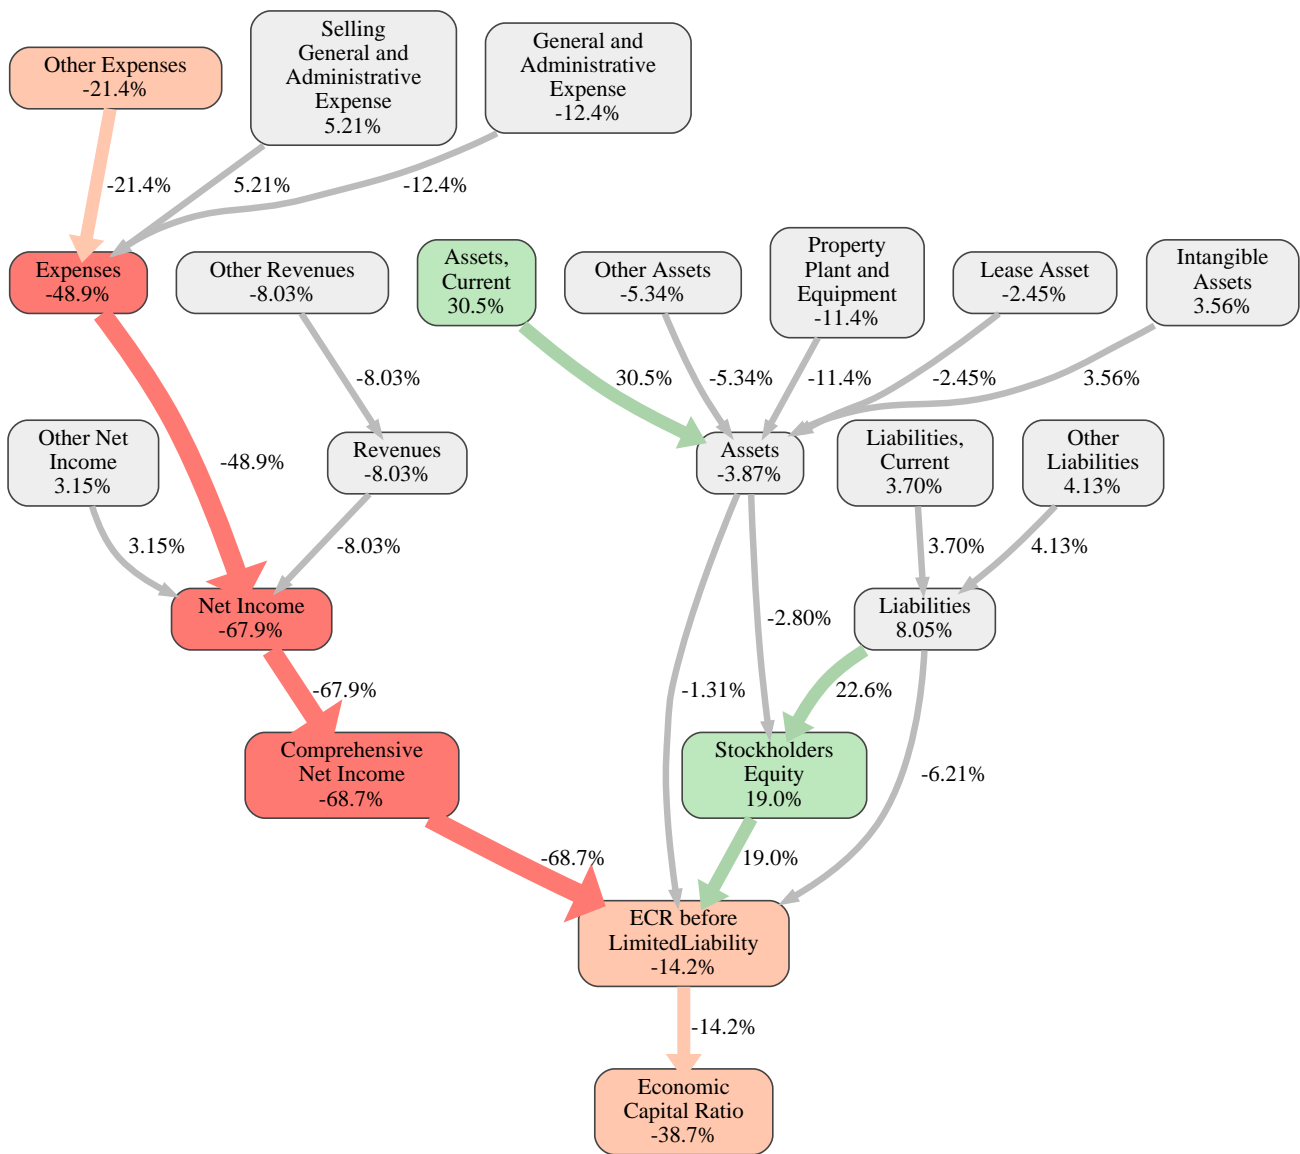 Other Expenses
-21.4%
Selling
General and
Administrative
Expense
5.21%
General and
Administrative
Expense
-12.4%
-21.4%
5.21%
-12.4%
Expenses
-48.9%
Other Revenues
-8.03%
Assets,
Current
30.5%
Other Assets
-5.34%
Property
Plant and
Equipment
-11.4%
Lease Asset
-2.45%
Intangible
Assets
3.56%
-8.03%
30.5%
-5.34%
-11.4%
-2.45%
3.56%
Other Net
Income
3.15%
-48.9%
Revenues
-8.03%
Assets
-3.87%
Liabilities,
Current
3.70%
Other
Liabilities
4.13%
3.15%
-8.03%
3.70%
4.13%
Net Income
-67.9%
-2.80%
Liabilities
8.05%
-67.9%
-1.31%
22.6%
Comprehensive
Net Income
-68.7%
Stockholders
Equity
19.0%
-6.21%
-68.7%
19.0%
ECR before
LimitedLiability
-14.2%
-14.2%
Economic
Capital Ratio
-38.7%